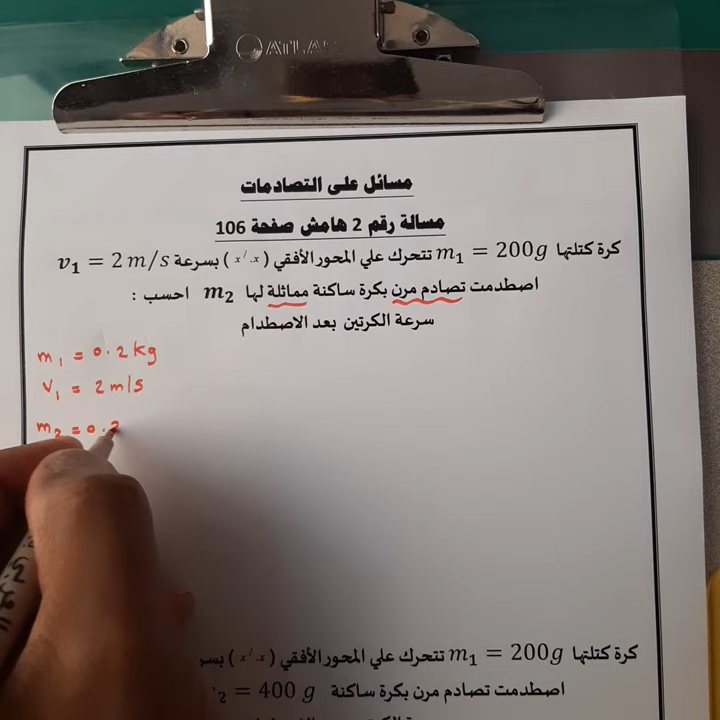 ATLAS
مسائل على التصادمات
مسالة رقم 2 هامش صفحة 106
كرة كتلتها m₁ = 200g تتحرك علي المحور الأفقي ( x/.x ) بسرعة v₁ = 2 m/s
اصطدمت تصادم مرن بكرة ساكنة مماثلة لها m₂ احسب :
سرعة الكرتين بعد الاصطدام
m₁ = 0.2 kg
v₁ = 2 m/s
m₂ = 0.2
كرة كتلتها m₁ = 200g تتحرك علي المحور الأفقي ( x/.x )
اصطدمت تصادم مرن بكرة ساكنة ₂ = 400 g